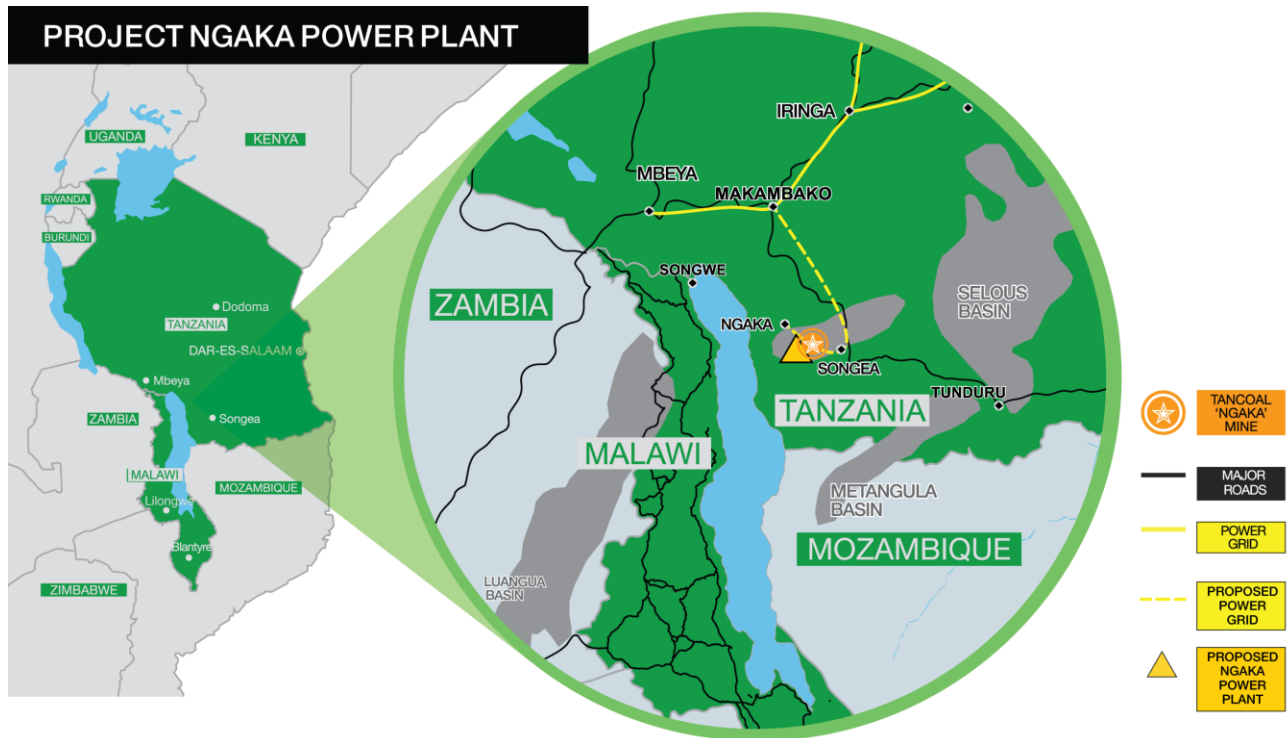 PROJECT NGAKA POWER PLANT
UGANDA
KENYA
RWANDA
BURUNDI
Dodoma
TANZANIA
DAR-ES-SALAAM
Mbeya
ZAMBIA
Songea
MALAWI
MOZAMBIQUE
Lilongwe
Blantyre
ZIMBABWE
IRINGA
MBEYA
MAKAMBAKO
SONGWE
ZAMBIA
SELOUS
BASIN
NGAKA
SONGEA
TUNDURU
TANZANIA
MALAWI
METANGULA
BASIN
MOZAMBIQUE
LUANGUA
BASIN
TANCOAL
'NGAKA'
MINE
MAJOR
ROADS
POWER
GRID
PROPOSED
POWER
GRID
PROPOSED
NGAKA
POWER
PLANT